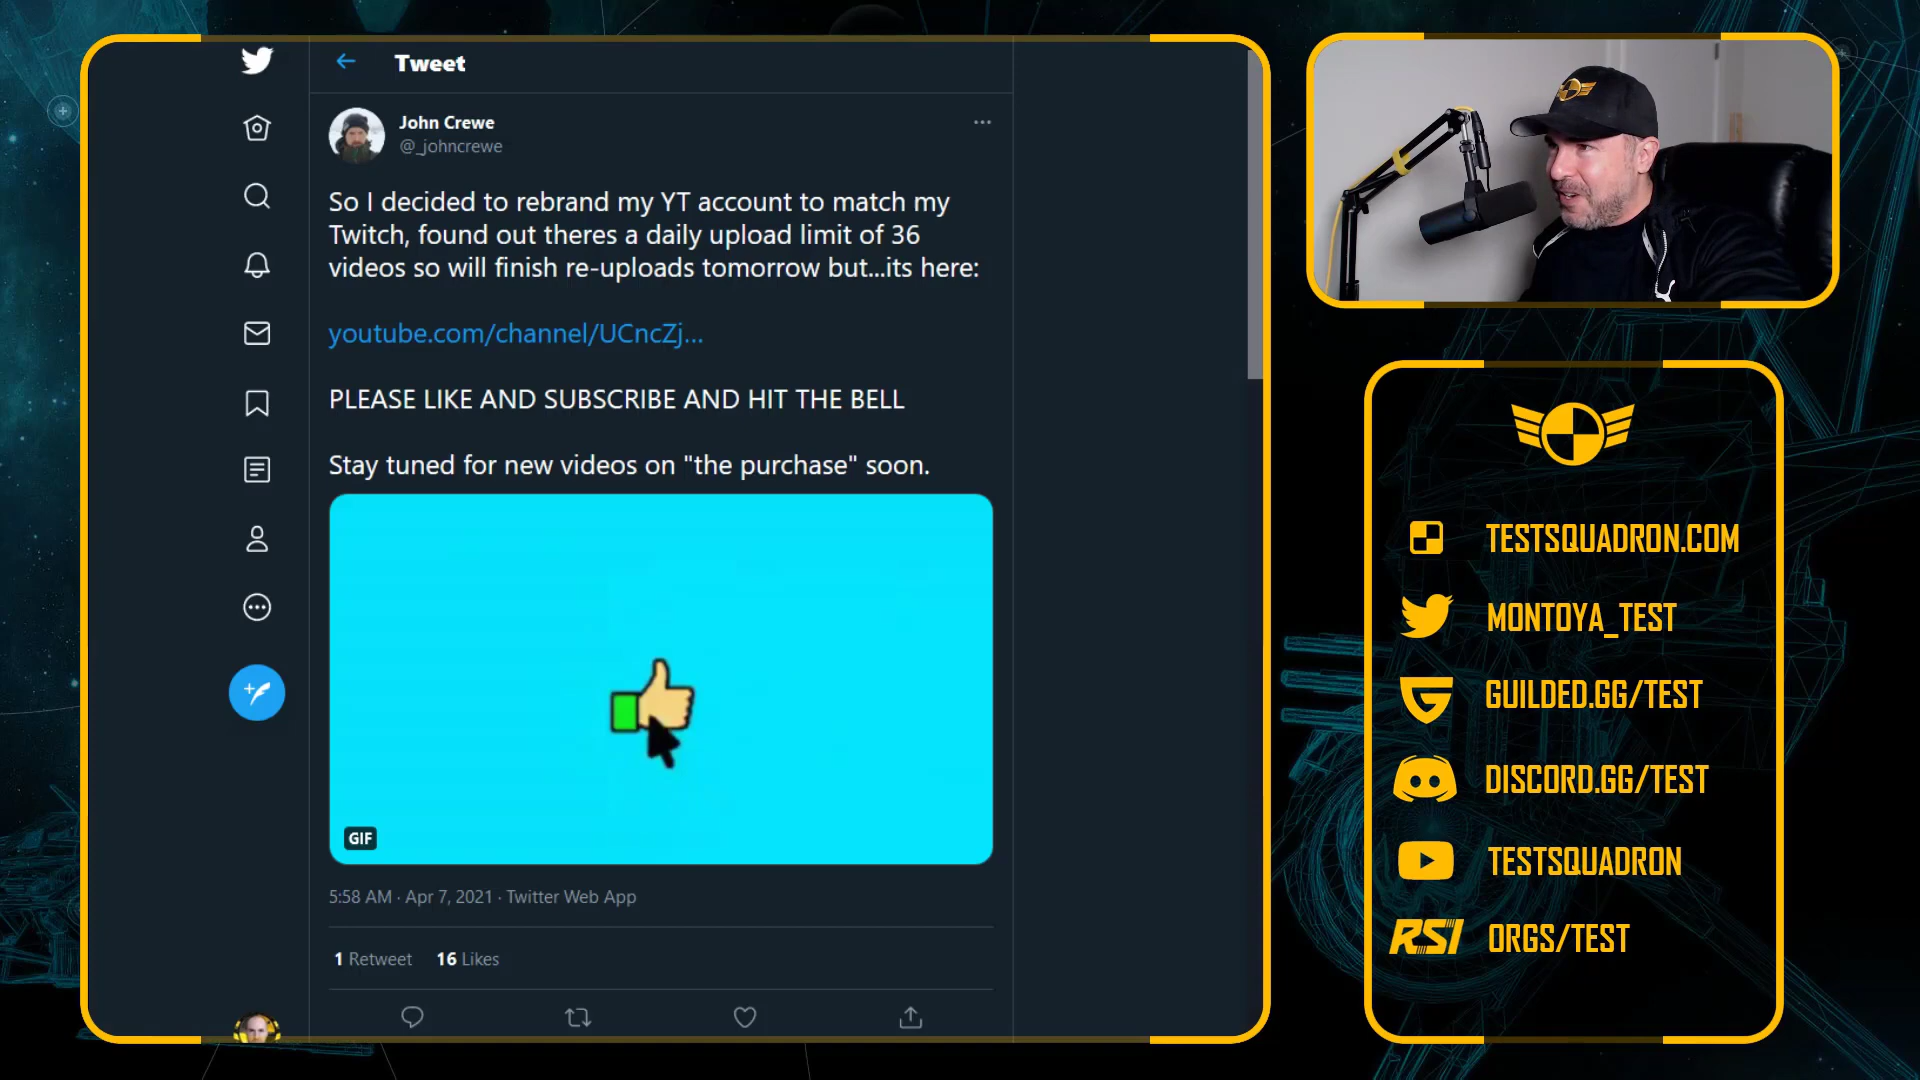 Tweet
John Crewe
@_johncrewe
So I decided to rebrand my YT account to match my
Twitch, found out theres a daily upload limit of 36
videos so will finish re-uploads tomorrow but...its here:
youtube.com/channel/UCncZj...
PLEASE LIKE AND SUBSCRIBE AND HIT THE BELL
Stay tuned for new videos on "the purchase" soon.
GIF
5:58 AM · Apr 7, 2021 · Twitter Web App
1 Retweet 16 Likes
TESTSQUADRON.COM
MONTOYA_TEST
GUILDED.GG/TEST
DISCORD.GG/TEST
TESTSQUADRON
RSI ORGS/TEST